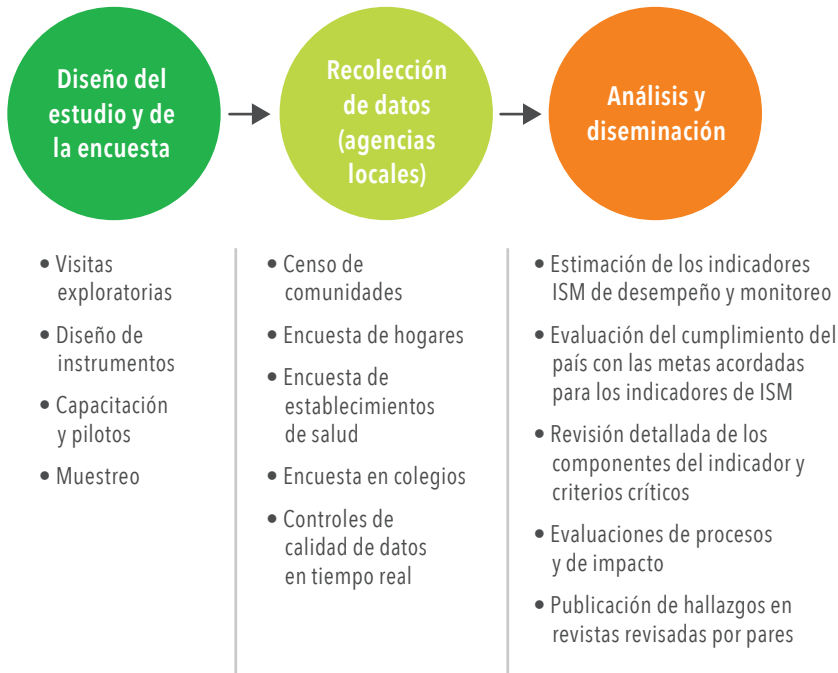 Diseño del
estudio y de
la encuesta
Recolección
de datos
(agencias
locales)
Análisis y
diseminación
• Visitas
exploratorias
• Diseño de
instrumentos
• Capacitación
y pilotos
• Muestreo
• Censo de
comunidades
• Encuesta de hogares
• Encuesta de
establecimientos
de salud
• Encuesta en colegios
• Controles de
calidad de datos
en tiempo real
• Estimación de los indicadores
ISM de desempeño y monitoreo
• Evaluación del cumplimiento del
país con las metas acordadas
para los indicadores de ISM
• Revisión detallada de los
componentes del indicador y
criterios críticos
• Evaluaciones de procesos
y de impacto
• Publicación de hallazgos en
revistas revisadas por pares